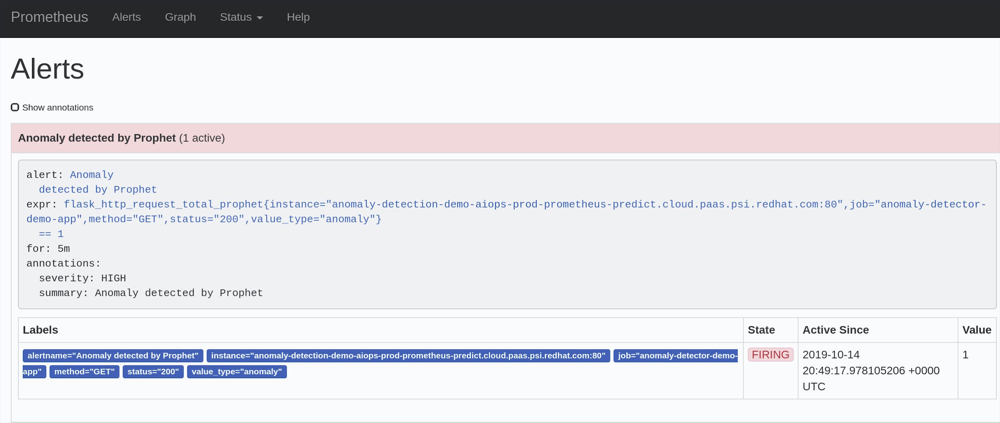 Prometheus Alerts Graph Status Help
Alerts
Show annotations
Anomaly detected by Prophet (1 active)
alert: Anomaly
  detected by Prophet
expr: flask_http_request_total_prophet{instance="anomaly-detection-demo-aiops-prod-prometheus-predict.cloud.paas.psi.redhat.com:80",job="anomaly-detector-
demo-app",method="GET",status="200",value_type="anomaly"}
  == 1
for: 5m
annotations:
  severity: HIGH
  summary: Anomaly detected by Prophet
Labels State Active Since Value
alertname="Anomaly detected by Prophet" instance="anomaly-detection-demo-aiops-prod-prometheus-predict.cloud.paas.psi.redhat.com:80" job="anomaly-detector-demo-
app" method="GET" status="200" value_type="anomaly"
FIRING
2019-10-14
20:49:17.978105206 +0000
UTC
1